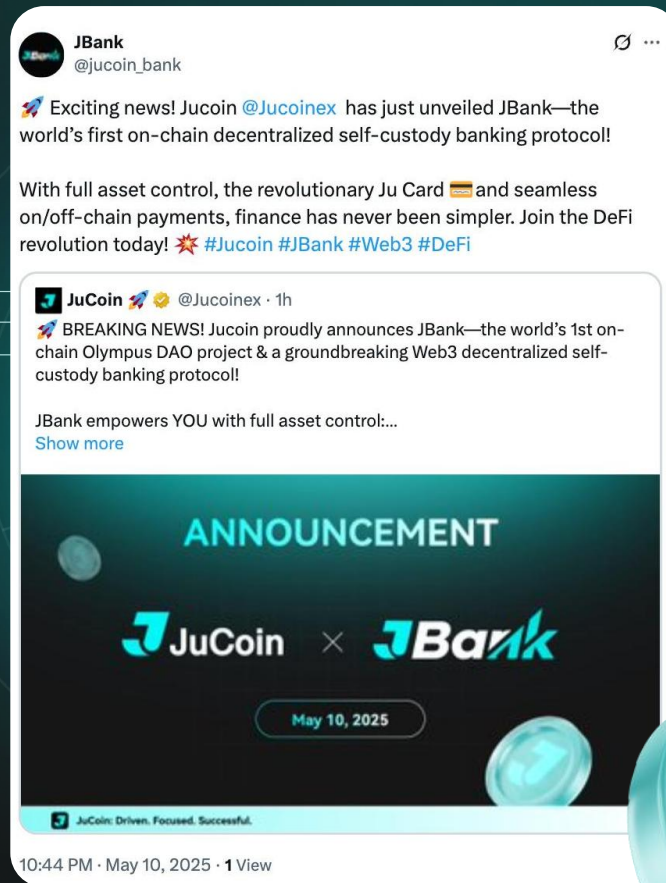 JBank
@jucoin_bank
🚀 Exciting news! Jucoin @Jucoinex has just unveiled JBank—the
world's first on-chain decentralized self-custody banking protocol!
With full asset control, the revolutionary Ju Card 💳 and seamless
on/off-chain payments, finance has never been simpler. Join the DeFi
revolution today! 💥 #Jucoin #JBank #Web3 #DeFi
JuCoin 🚀 @Jucoinex · 1h
🚀 BREAKING NEWS! Jucoin proudly announces JBank—the world's 1st on-
chain Olympus DAO project & a groundbreaking Web3 decentralized self-
custody banking protocol!
JBank empowers YOU with full asset control:...
Show more
ANNOUNCEMENT
JuCoin × JBank
May 10, 2025
JuCoin: Driven. Focused. Successful.
10:44 PM · May 10, 2025 · 1 View